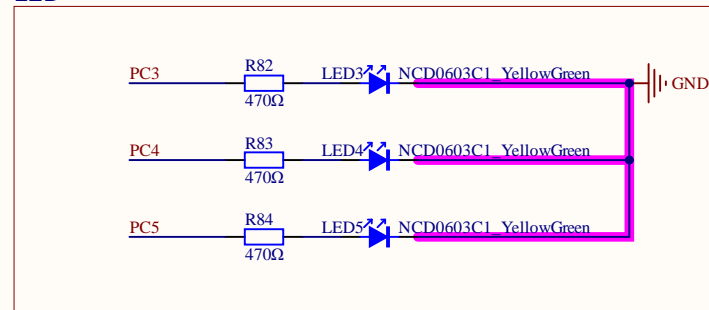 PC3 R82 LED3 NCD0603C1_YellowGreen GND
470Ω
PC4 R83 LED4 NCD0603C1_YellowGreen
470Ω
PC5 R84 LED5 NCD0603C1_YellowGreen
470Ω